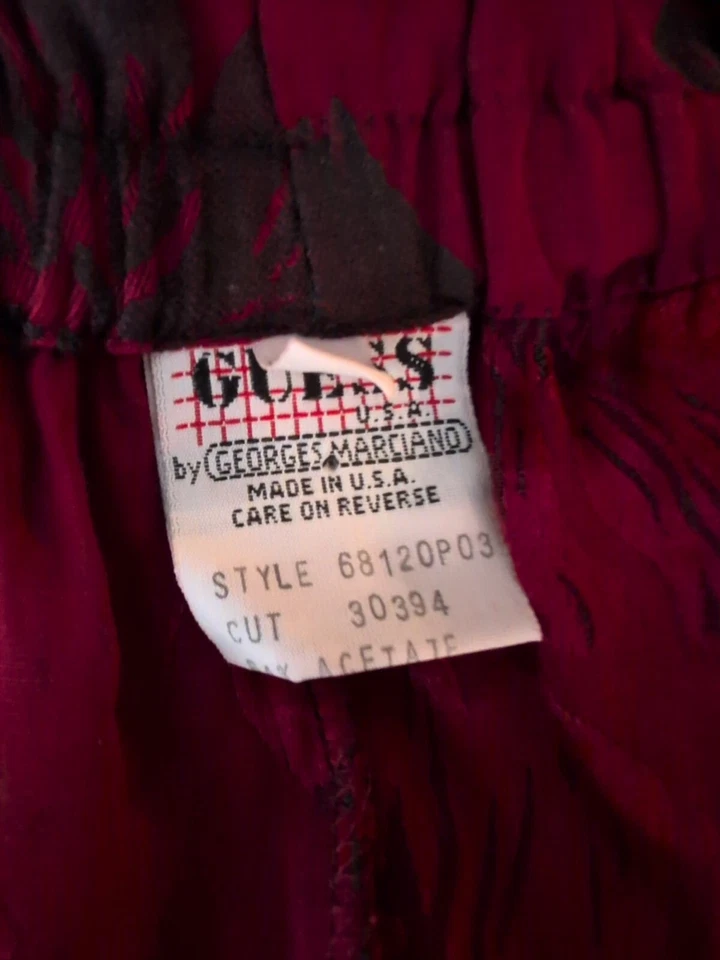 GUESS
U.S.A.
by GEORGES MARCIANO
MADE IN U.S.A.
CARE ON REVERSE
STYLE 68120P03
CUT 30394
ACETATE